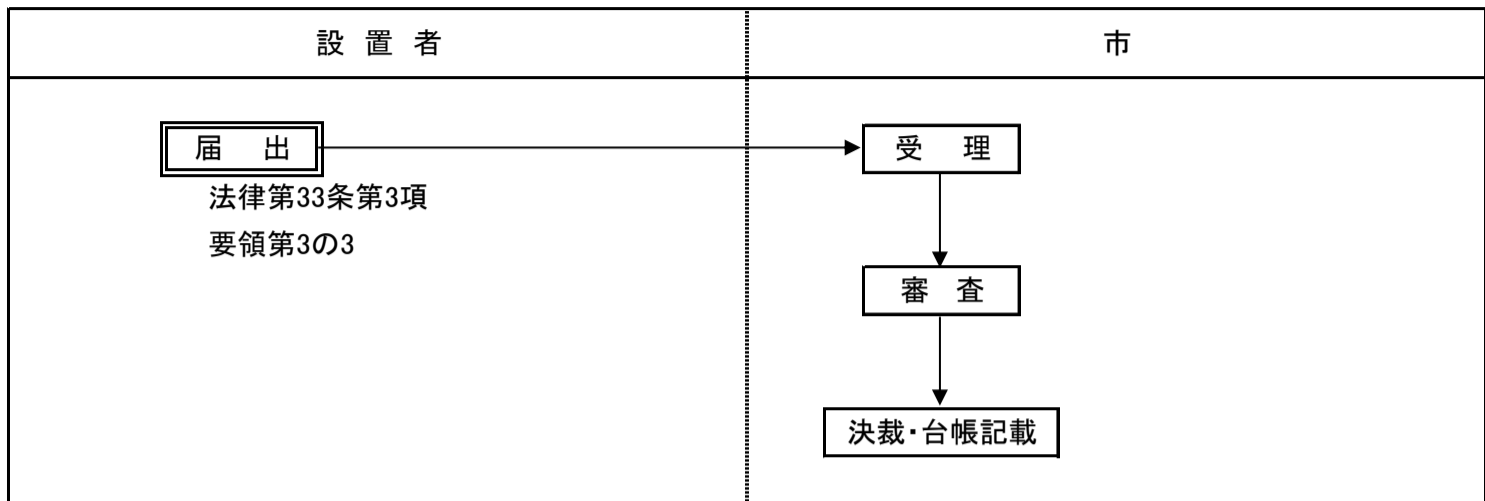 設 置 者
市
届 出
受 理
法律第33条第3項
要領第3の3
審 査
決裁・台帳記載